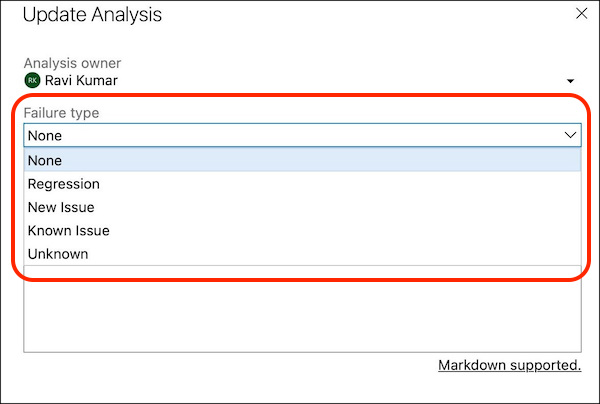 Update Analysis
Analysis owner
RK Ravi Kumar
Failure type
None
None
Regression
New Issue
Known Issue
Unknown
Markdown supported.